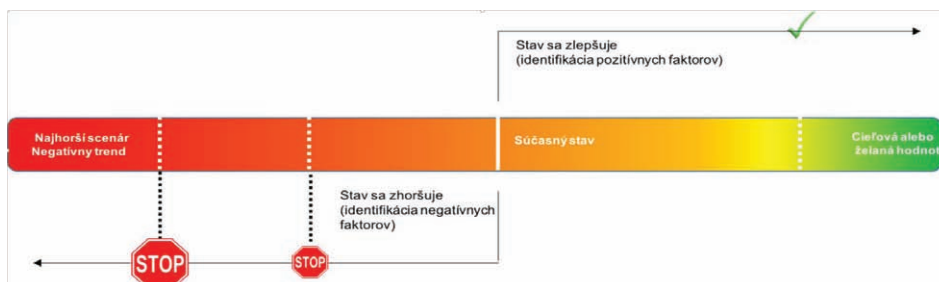 Stav sa zlepšuje
(identifikácia pozitívnych faktorov)
Najhorší scenár
Negatívny trend
Súčasný stav
Cieľová alebo
želaná hodnot
Stav sa zhoršuje
(identifikácia negatívnych
faktorov)
STOP
STOP